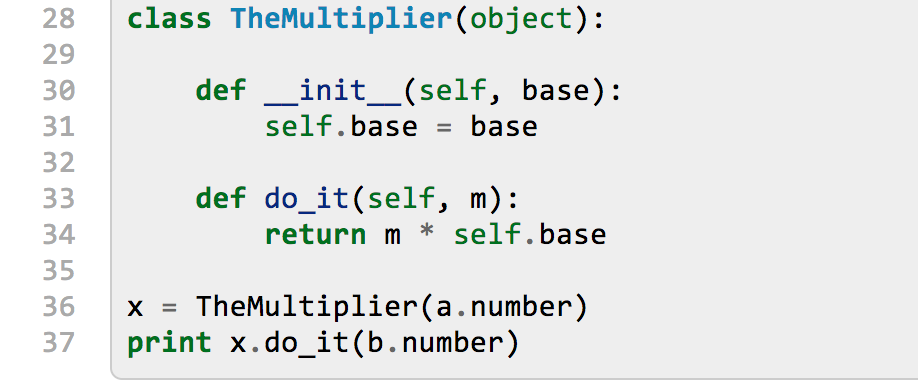 28 class TheMultiplier(object):
29
30     def __init__(self, base):
31         self.base = base
32
33     def do_it(self, m):
34         return m * self.base
35
36 x = TheMultiplier(a.number)
37 print x.do_it(b.number)